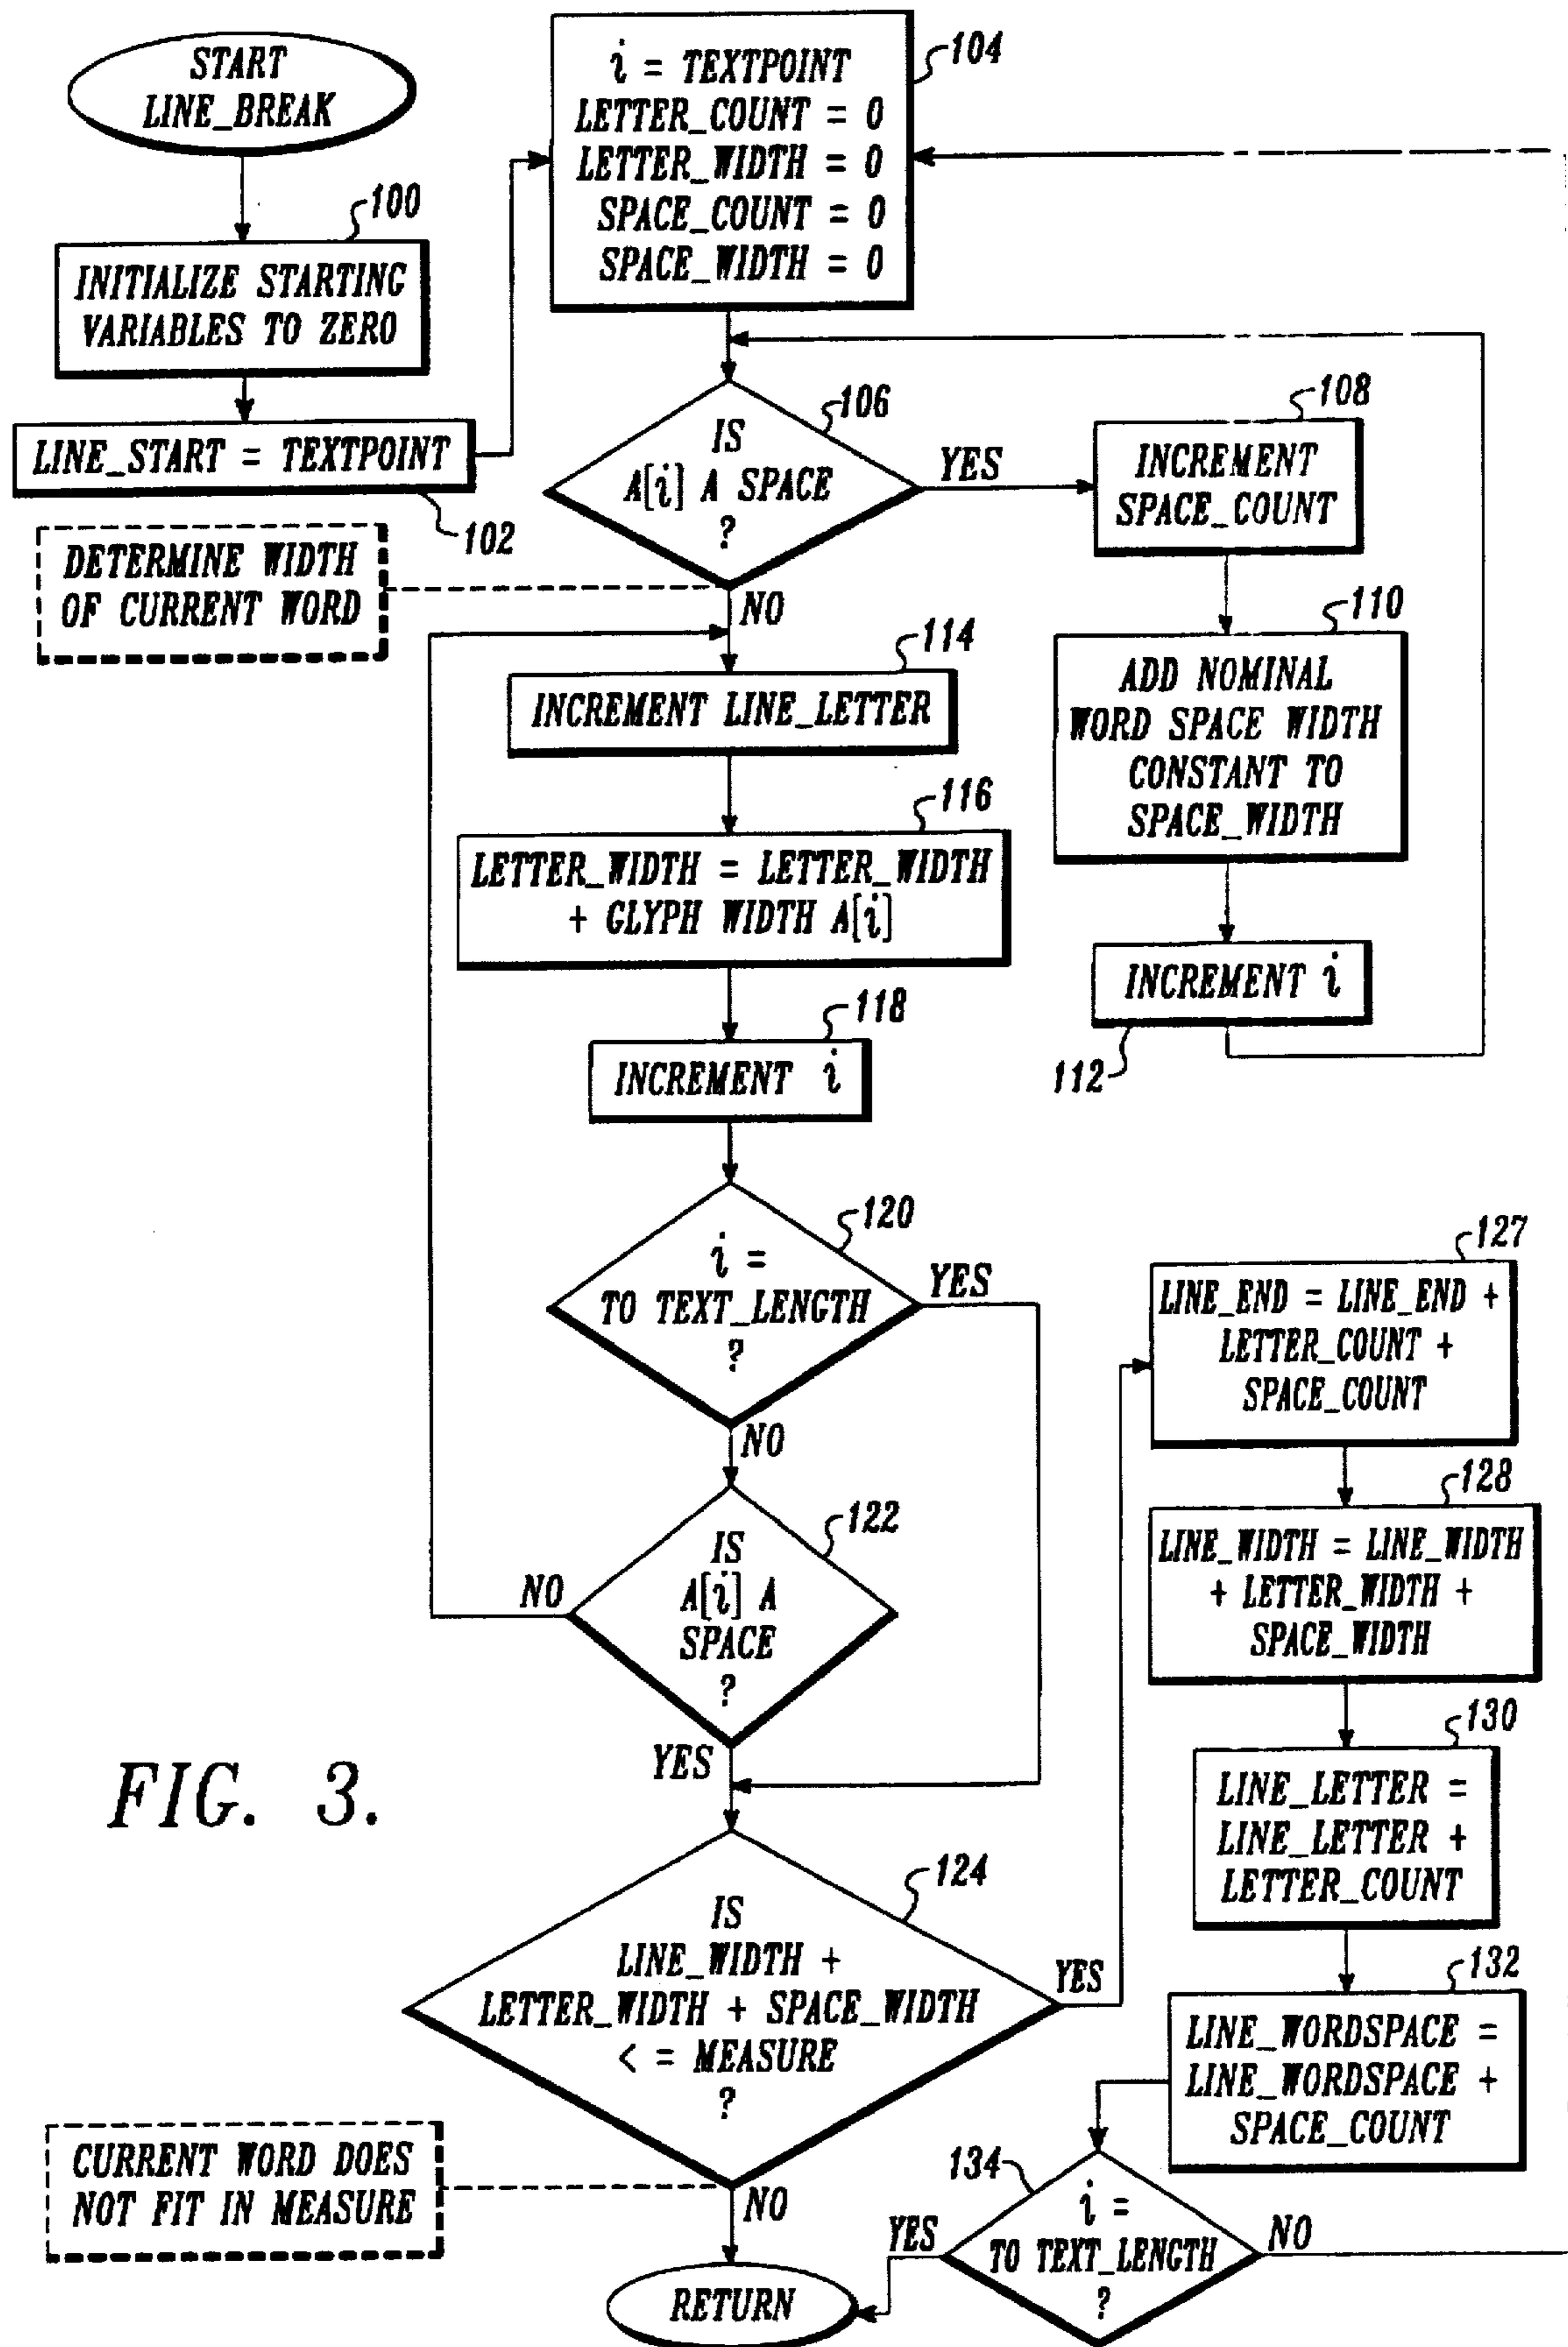 START
LINE_BREAK
100
INITIALIZE STARTING
VARIABLES TO ZERO
LINE_START = TEXTPOINT
102
104
i = TEXTPOINT
LETTER_COUNT = 0
LETTER_WIDTH = 0
SPACE_COUNT = 0
SPACE_WIDTH = 0
106
IS
A[i] A SPACE
?
YES
NO
DETERMINE WIDTH
OF CURRENT WORD
108
INCREMENT
SPACE_COUNT
110
ADD NOMINAL
WORD SPACE WIDTH
CONSTANT TO
SPACE_WIDTH
INCREMENT i
112
114
INCREMENT LINE_LETTER
116
LETTER_WIDTH = LETTER_WIDTH
+ GLYPH WIDTH A[i]
118
INCREMENT i
120
i =
TO TEXT_LENGTH
?
YES
NO
122
IS
A[i] A
SPACE
?
NO
YES
124
IS
LINE_WIDTH +
LETTER_WIDTH + SPACE_WIDTH
< = MEASURE
?
YES
NO
CURRENT WORD DOES
NOT FIT IN MEASURE
RETURN
127
LINE_END = LINE_END +
LETTER_COUNT +
SPACE_COUNT
128
LINE_WIDTH = LINE_WIDTH
+ LETTER_WIDTH +
SPACE_WIDTH
130
LINE_LETTER =
LINE_LETTER +
LETTER_COUNT
132
LINE_WORDSPACE =
LINE_WORDSPACE +
SPACE_COUNT
134
i =
TO TEXT_LENGTH
?
YES
NO
FIG. 3.